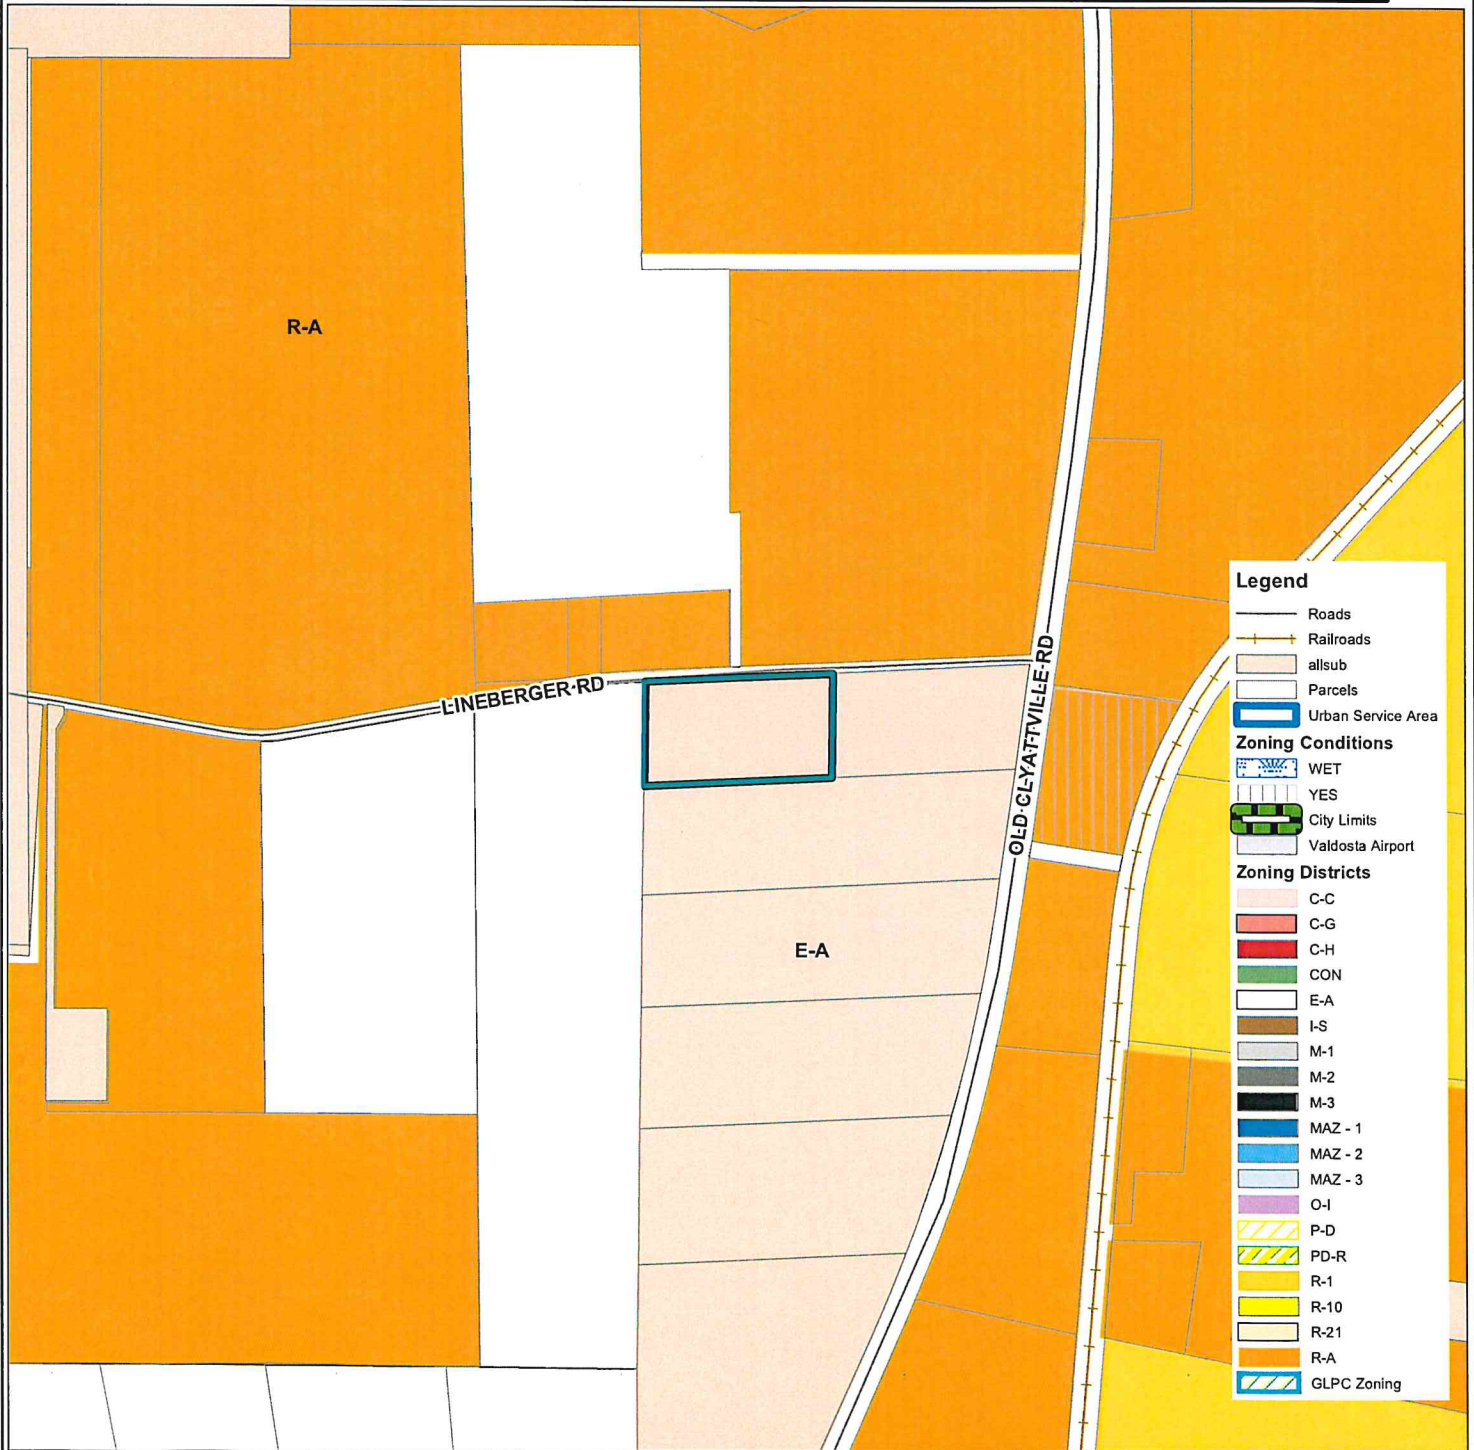 R-A
LINEBERGER RD
OLD CLYATTVILLE RD
E-A
Legend
Roads
Railroads
allsub
Parcels
Urban Service Area
Zoning Conditions
WET
YES
City Limits
Valdosta Airport
Zoning Districts
C-C
C-G
C-H
CON
E-A
I-S
M-1
M-2
M-3
MAZ - 1
MAZ - 2
MAZ - 3
O-I
P-D
PD-R
R-1
R-10
R-21
R-A
GLPC Zoning